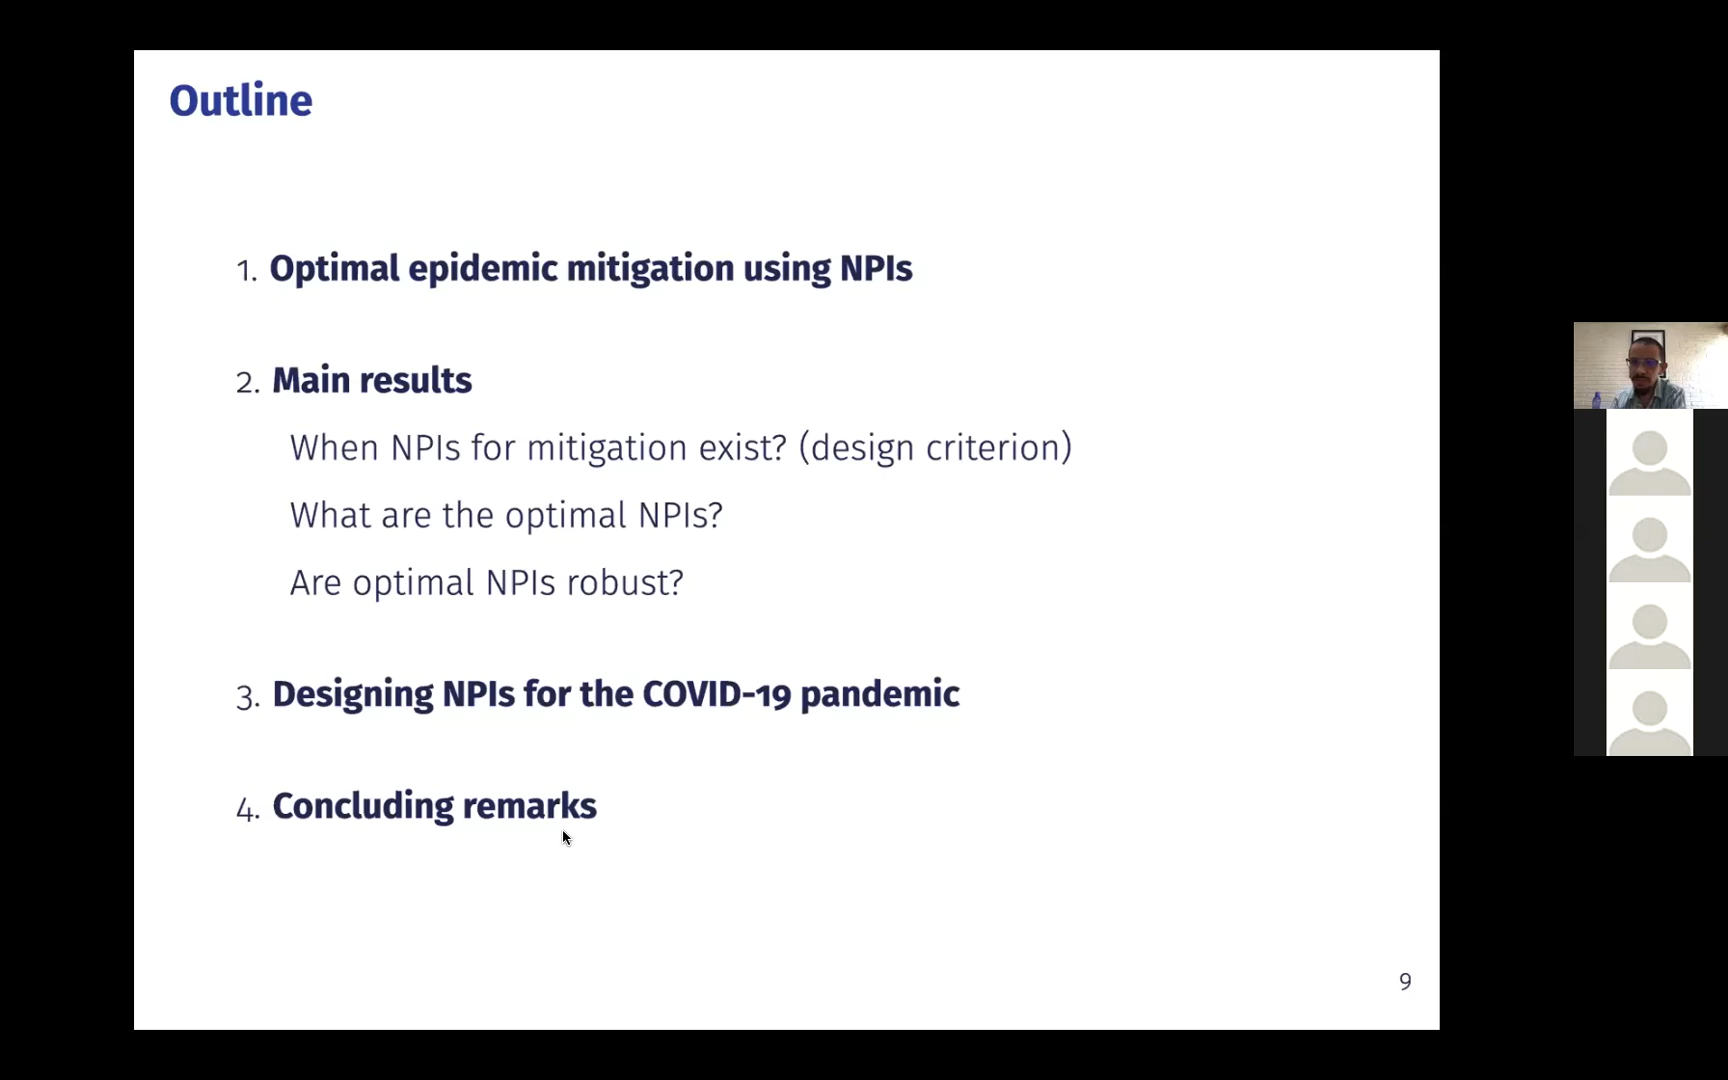 Outline
1. Optimal epidemic mitigation using NPIs
2. Main results
When NPIs for mitigation exist? (design criterion)
What are the optimal NPIs?
Are optimal NPIs robust?
3. Designing NPIs for the COVID-19 pandemic
4. Concluding remarks
9